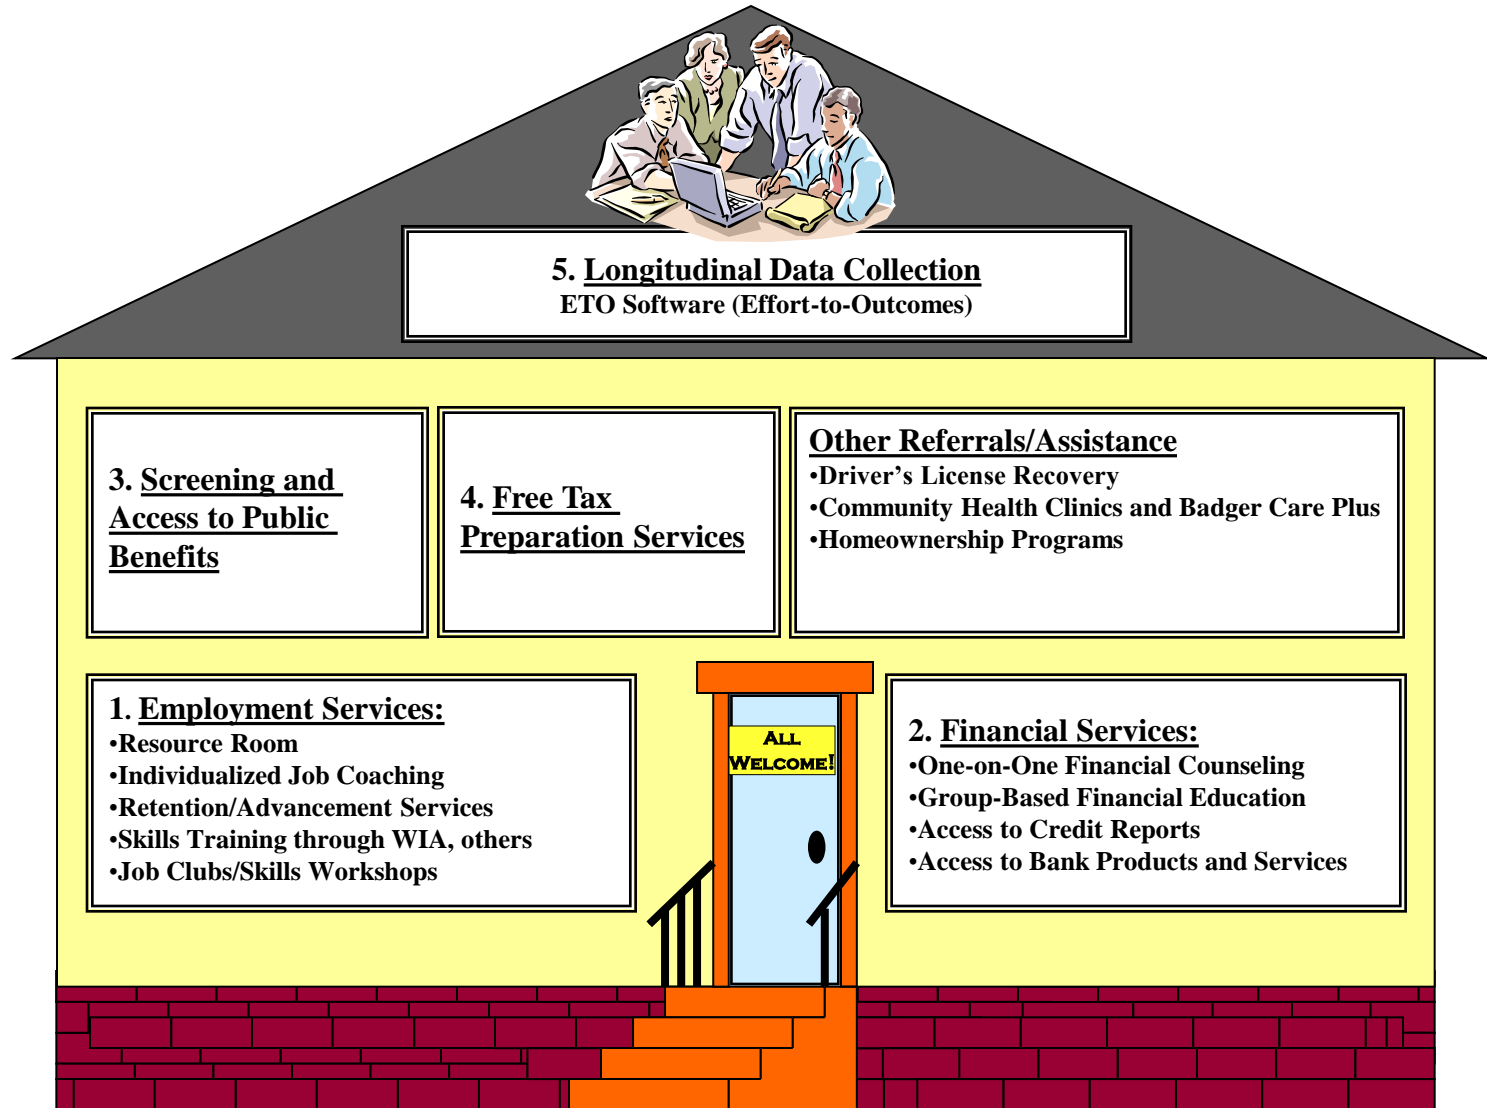 5. Longitudinal Data Collection
ETO Software (Effort-to-Outcomes)
3. Screening and
Access to Public
Benefits
4. Free Tax
Preparation Services
Other Referrals/Assistance
•Driver's License Recovery
•Community Health Clinics and Badger Care Plus
•Homeownership Programs
1. Employment Services:
•Resource Room
•Individualized Job Coaching
•Retention/Advancement Services
•Skills Training through WIA, others
•Job Clubs/Skills Workshops
ALL
WELCOME!
2. Financial Services:
•One-on-One Financial Counseling
•Group-Based Financial Education
•Access to Credit Reports
•Access to Bank Products and Services